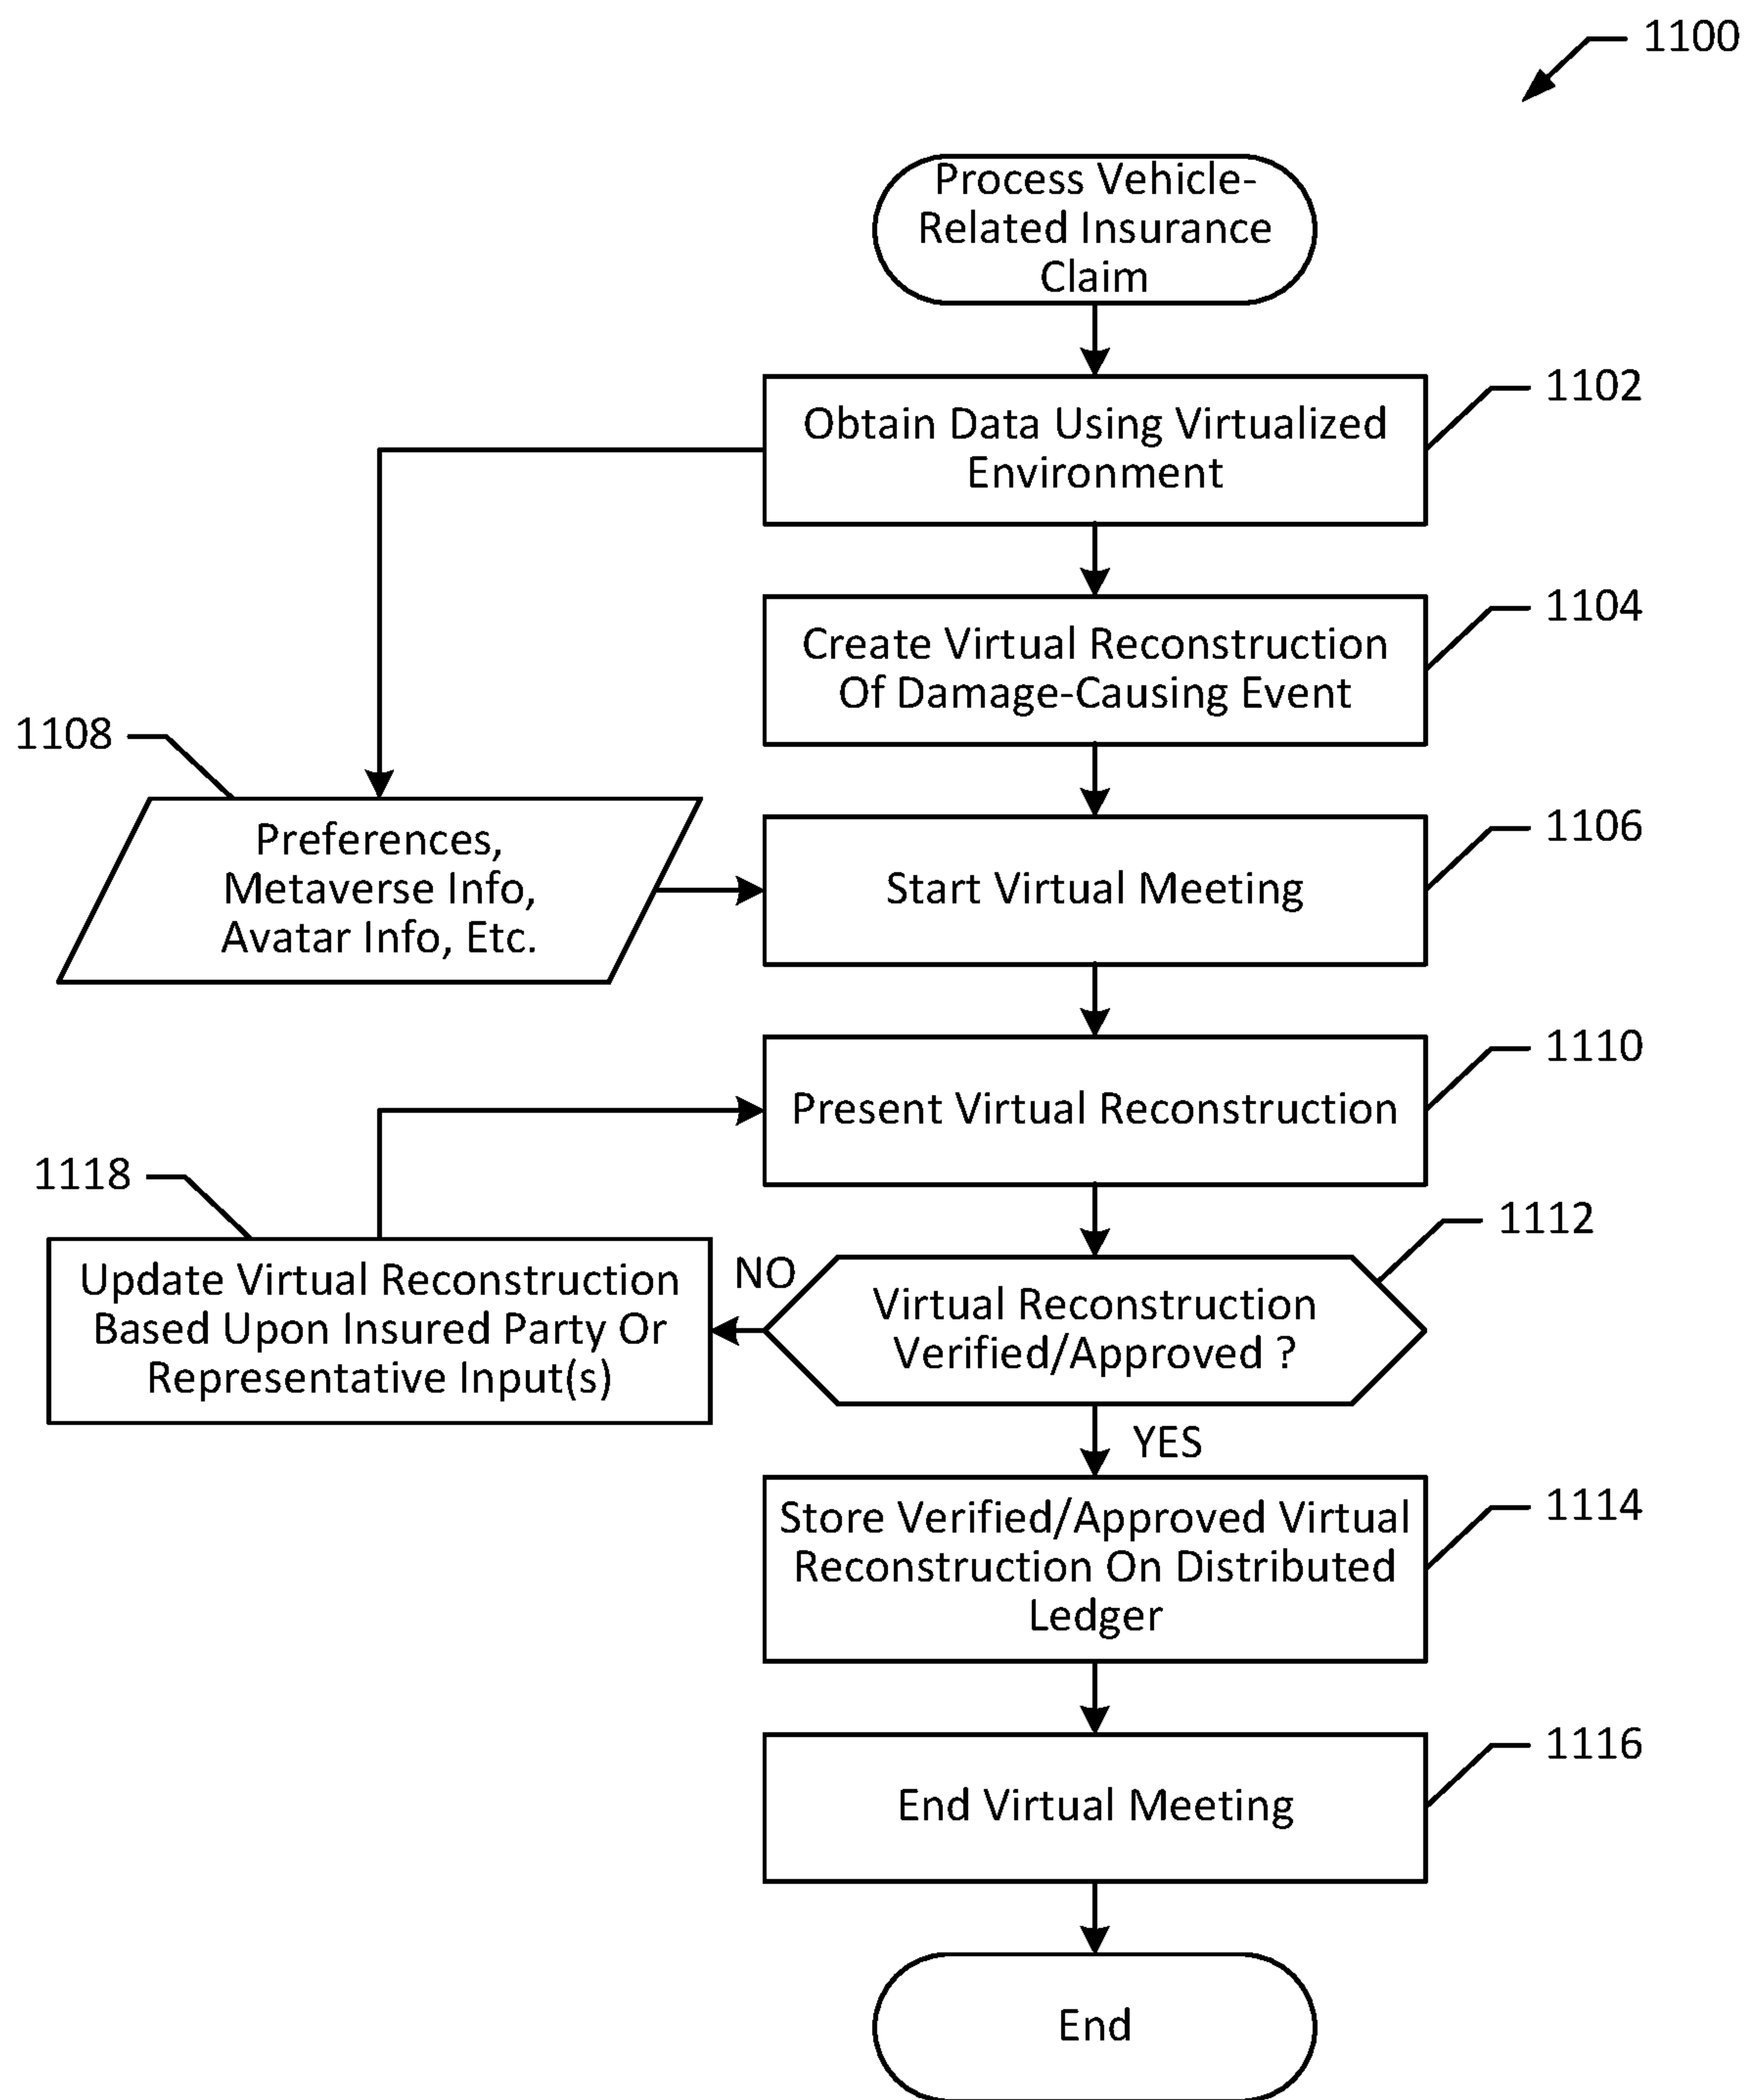 1100
Process Vehicle-
Related Insurance
Claim
1102
Obtain Data Using Virtualized
Environment
1104
Create Virtual Reconstruction
Of Damage-Causing Event
1108
Preferences,
Metaverse Info,
Avatar Info, Etc.
1106
Start Virtual Meeting
1110
Present Virtual Reconstruction
1118
Update Virtual Reconstruction
Based Upon Insured Party Or
Representative Input(s)
NO
1112
Virtual Reconstruction
Verified/Approved ?
YES
1114
Store Verified/Approved Virtual
Reconstruction On Distributed
Ledger
1116
End Virtual Meeting
End